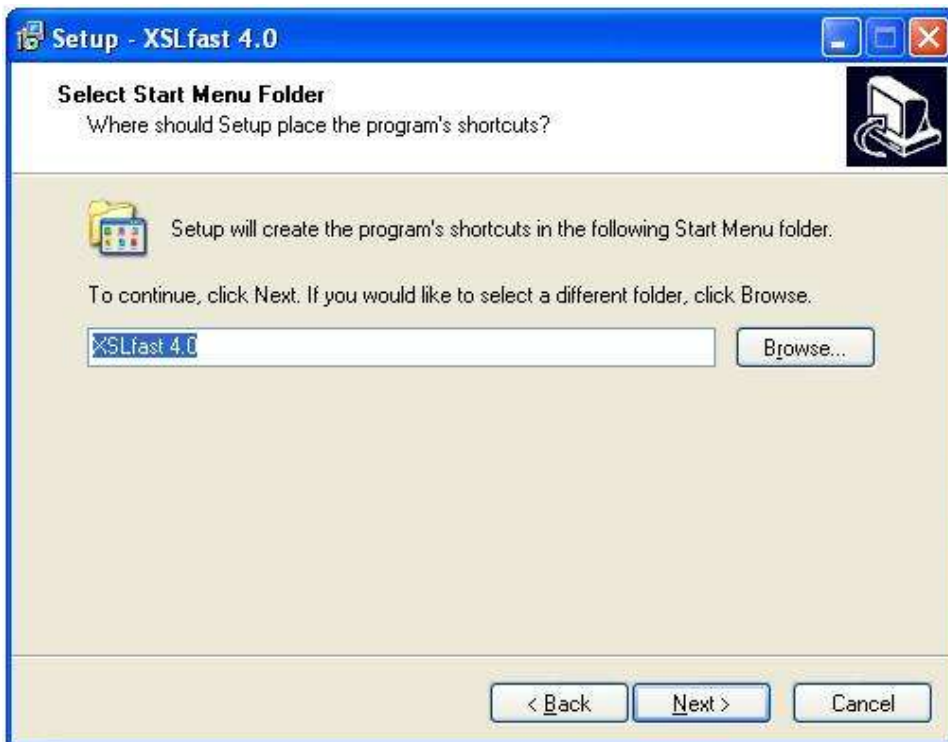 Setup - XSLfast 4.0
Select Start Menu Folder
Where should Setup place the program's shortcuts?
Setup will create the program's shortcuts in the following Start Menu folder.
To continue, click Next. If you would like to select a different folder, click Browse.
XSLfast 4.0
Browse...
< Back
Next >
Cancel